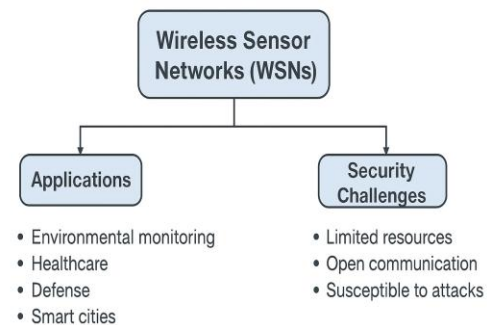 Wireless Sensor
Networks (WSNs)
Applications
• Environmental monitoring
• Healthcare
• Defense
• Smart cities
Security
Challenges
• Limited resources
• Open communication
• Susceptible to attacks